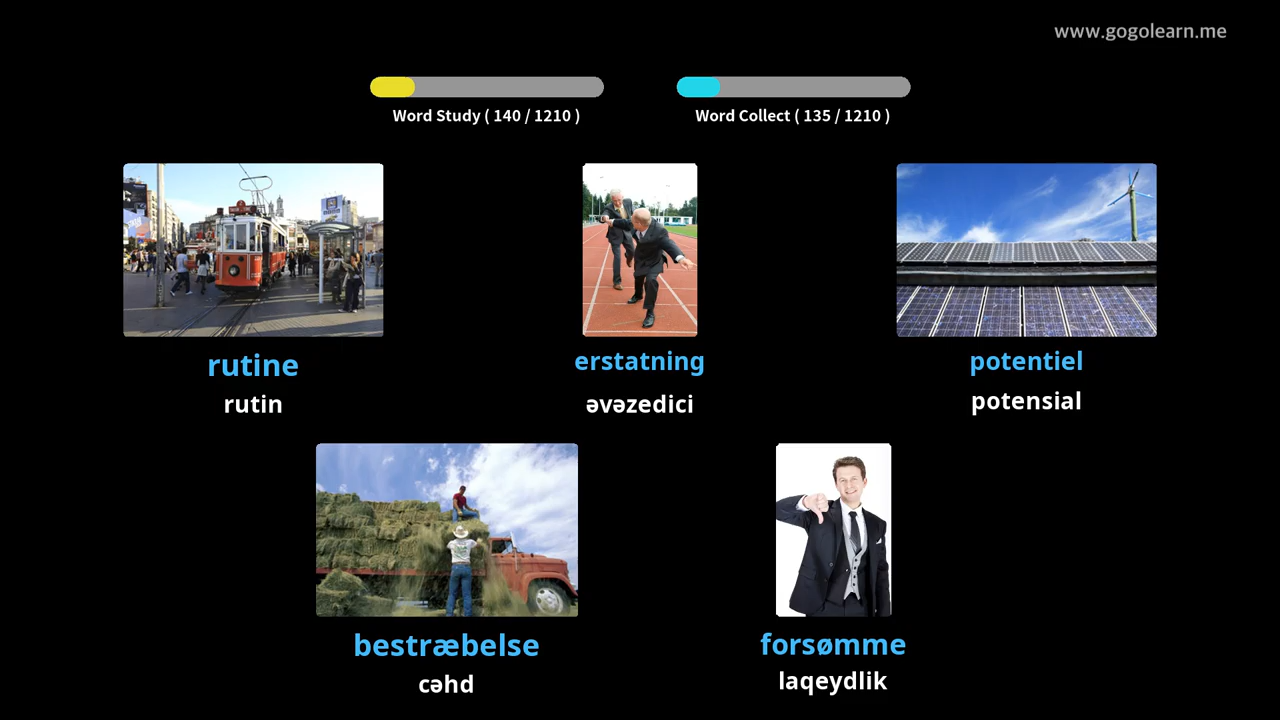 www.gogolearn.me
Word Study ( 140 / 1210 )
Word Collect ( 135 / 1210 )
rutine
erstatning
potentiel
rutin
əvəzedici
potensial
bestræbelse
forsømme
cəhd
laqeydlik